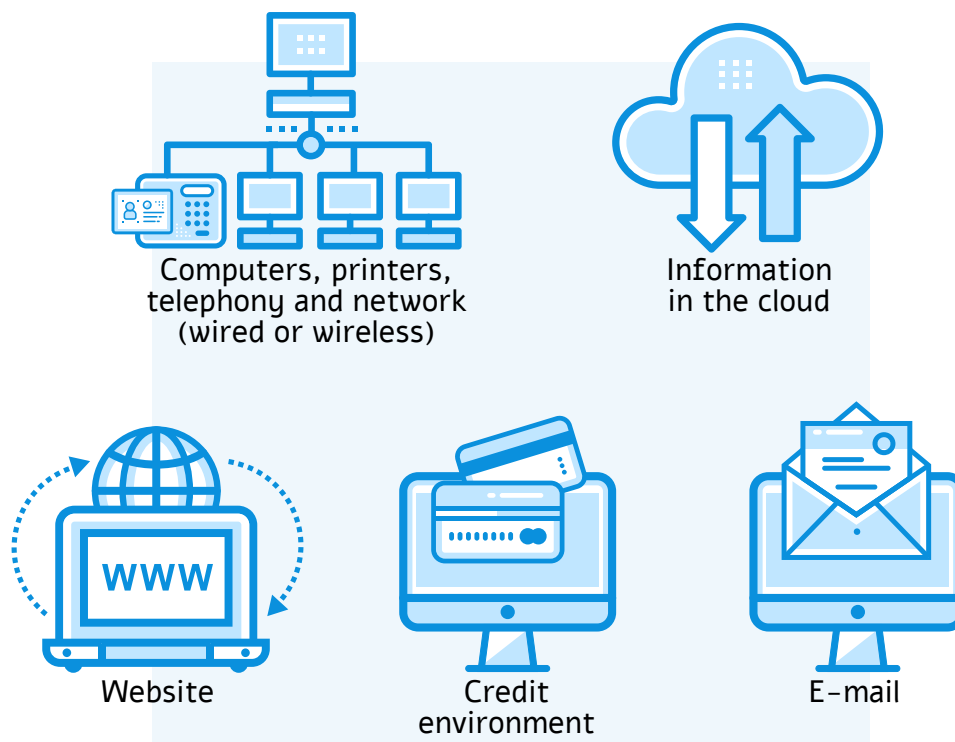 Computers, printers,
telephony and network
(wired or wireless)
Information
in the cloud
WWW
Website
Credit
environment
E-mail